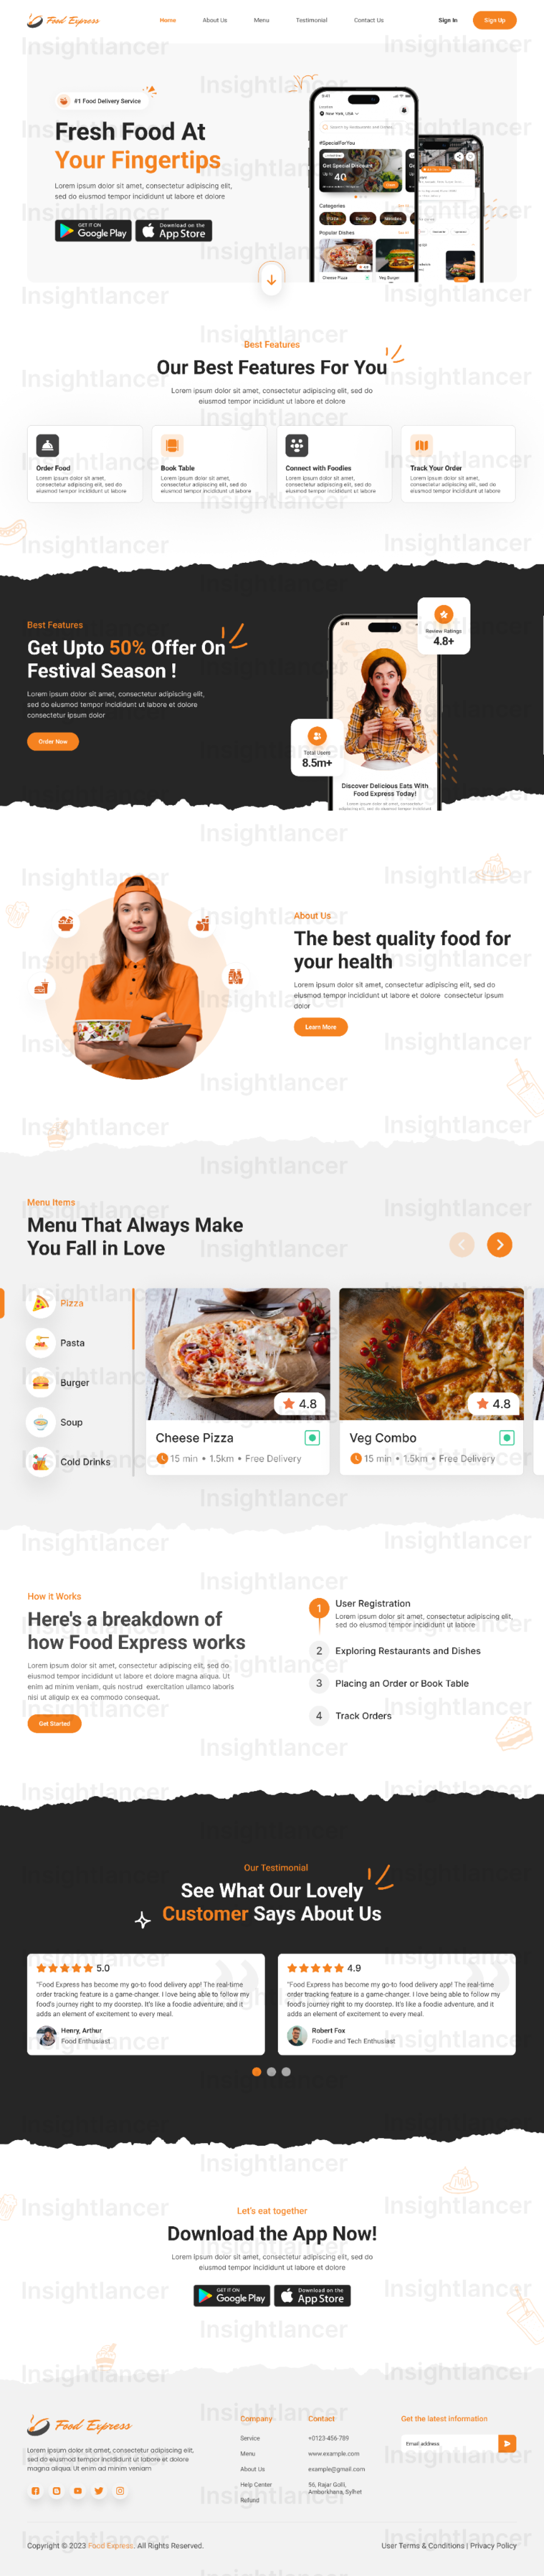 Food Express
Home
About Us
Menu
Testimonial
Contact Us
Sign In
Sign Up
#1 Food Delivery Service
Fresh Food At
Your Fingertips
Lorem ipsum dolor sit amet, consectetur adipiscing elit,
sed do eiusmod tempor incididunt ut labore et dolore
GET IT ON
Google Play
Download on the
App Store
9:41
New York, USA
Search by restaurants and dishes
#SpecialForYou
Get Special Discount
Up to 40
Categories
Pizza
Burger
Popular Dishes
4.8
Cheese Pizza
Veg Burger
Best Features
Our Best Features For You
Lorem ipsum dolor sit amet, consectetur adipiscing elit, sed do
eiusmod tempor incididunt ut labore et dolore
Order Food
Lorem ipsum dolor sit amet,
consectetur adipiscing elit, sed do
eiusmod tempor incididunt ut labore
Book Table
Lorem ipsum dolor sit amet,
consectetur adipiscing elit, sed do
eiusmod tempor incididunt ut labore
Connect with Foodies
Lorem ipsum dolor sit amet,
consectetur adipiscing elit, sed do
eiusmod tempor incididunt ut labore
Track Your Order
Lorem ipsum dolor sit amet,
consectetur adipiscing elit, sed do
eiusmod tempor incididunt ut labore
Best Features
Get Upto 50% Offer On
Festival Season !
Lorem ipsum dolor sit amet, consectetur adipiscing elit,
sed do eiusmod tempor incididunt ut labore et dolore
consectetur ipsum dolor
Order Now
9:41
Review Ratings
4.8+
Total Users
8.5m+
Discover Delicious Eats With
Food Express Today!
Lorem ipsum dolor sit amet, consectetur
adipiscing elit, sed do eiusmod tempor incididunt
About Us
The best quality food for
your health
Lorem ipsum dolor sit amet, consectetur adipiscing elit, sed do
eiusmod tempor incididunt ut labore et dolore consectetur ipsum
dolor
Learn More
Menu Items
Menu That Always Make
You Fall in Love
Pizza
Pasta
Burger
Soup
Cold Drinks
4.8
Cheese Pizza
15 min • 1.5km • Free Delivery
4.8
Veg Combo
15 min • 1.5km • Free Delivery
How It Works
Here's a breakdown of
how Food Express works
Lorem ipsum dolor sit amet, consectetur adipiscing elit, sed do
eiusmod tempor incididunt ut labore et dolore magna aliqua. Ut
enim ad minim veniam, quis nostrud exercitation ullamco laboris
nisi ut aliquip ex ea commodo consequat.
Get Started
1
User Registration
Lorem ipsum dolor sit amet, consectetur adipiscing elit,
sed do eiusmod tempor incididunt ut labore
2 Exploring Restaurants and Dishes
3 Placing an Order or Book Table
4 Track Orders
Our Testimonial
See What Our Lovely
Customer Says About Us
5.0
"Food Express has become my go-to food delivery app! The real-time
order tracking feature is a game-changer. I love being able to follow my
food's journey right to my doorstep. It's like a foodie adventure, and it
adds an element of excitement to every meal.
Henry, Arthur
Food Enthusiast
4.9
"Food Express has become my go-to food delivery app! The real-time
order tracking feature is a game-changer. I love being able to follow my
food's journey right to my doorstep. It's like a foodie adventure, and it
adds an element of excitement to every meal.
Robert Fox
Foodie and Tech Enthusiast
Let's eat together
Download the App Now!
Lorem ipsum dolor sit amet, consectetur adipiscing elit, sed do
eiusmod tempor incididunt ut labore et dolore
GET IT ON
Google Play
Download on the
App Store
Food Express
Lorem ipsum dolor sit amet, consectetur adipiscing elit,
sed do eiusmod tempor incididunt ut labore et dolore
magna aliqua. Ut enim ad minim veniam
Company
Service
Menu
About Us
Help Center
Refund
Contact
+0123-456-789
www.example.com
example@gmail.com
56, Rajar Golli,
Amborkhana, Sylhet
Get the latest information
Email address
Copyright © 2023 Food Express. All Rights Reserved.
User Terms & Conditions | Privacy Policy
Insightlancer